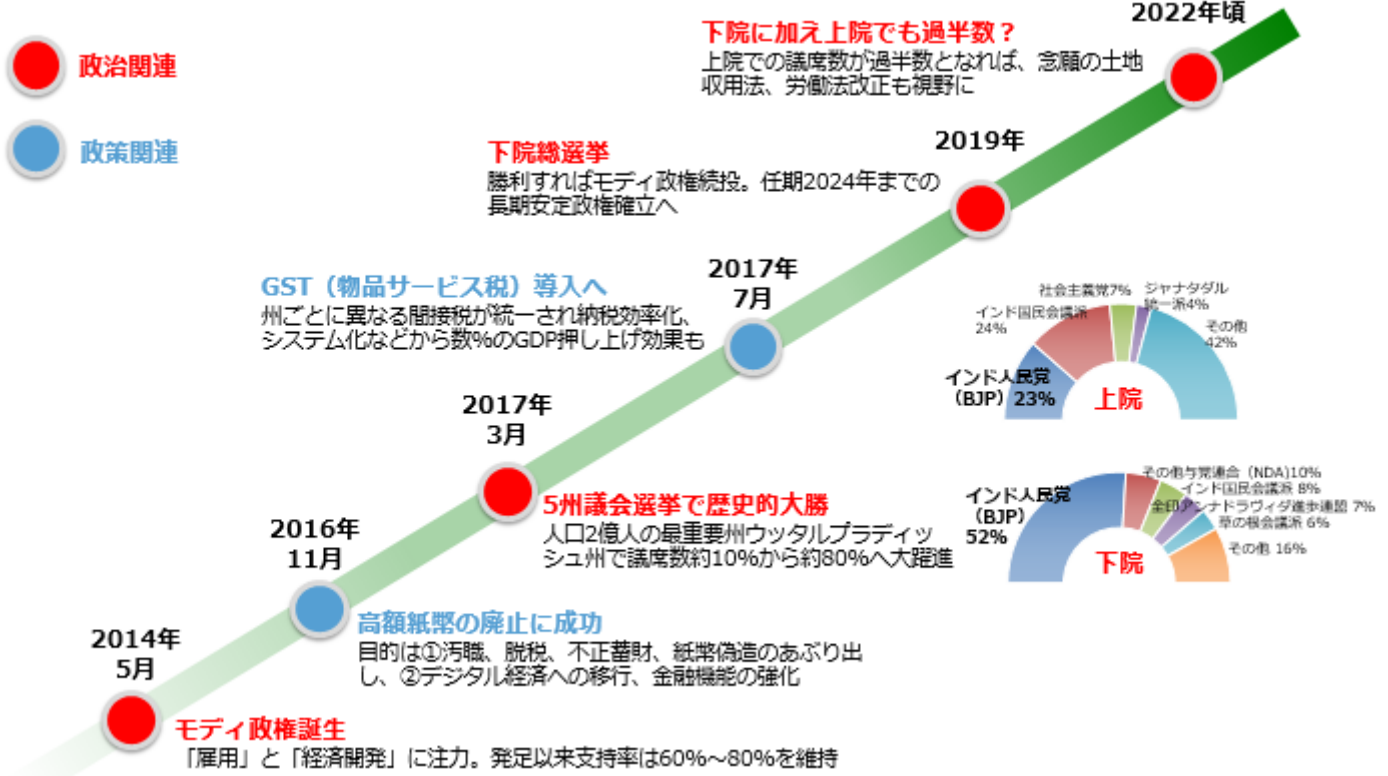 政治関連
政策関連
2022年頃
下院に加え上院でも過半数？
上院での議席数が過半数となれば、念願の土地
収用法、労働法改正も視野に
2019年
下院総選挙
勝利すればモディ政権続投。任期2024年までの
長期安定政権確立へ
2017年
7月
GST（物品サービス税）導入へ
州ごとに異なる間接税が統一され納税効率化、
システム化などから数%のGDP押し上げ効果も
2017年
3月
5州議会選挙で歴史的大勝
人口2億人の最重要州ウッタルプラディッ
シュ州で議席数約10%から約80%へ大躍進
2016年
11月
高額紙幣の廃止に成功
目的は①汚職、脱税、不正蓄財、紙幣偽造のあぶり出
し、②デジタル経済への移行、金融機能の強化
2014年
5月
モディ政権誕生
「雇用」と「経済開発」に注力。発足以来支持率は60%～80%を維持
社会主義党7%
ジャナタダル
統一派4%
インド国民会議派
24%
その他
42%
インド人民党
（BJP）23%
上院
その他与党連合（NDA)10%
インド国民会議派 8%
全印アンナドラヴィダ進歩連盟 7%
草の根会議派 6%
その他 16%
インド人民党
（BJP）
52%
下院